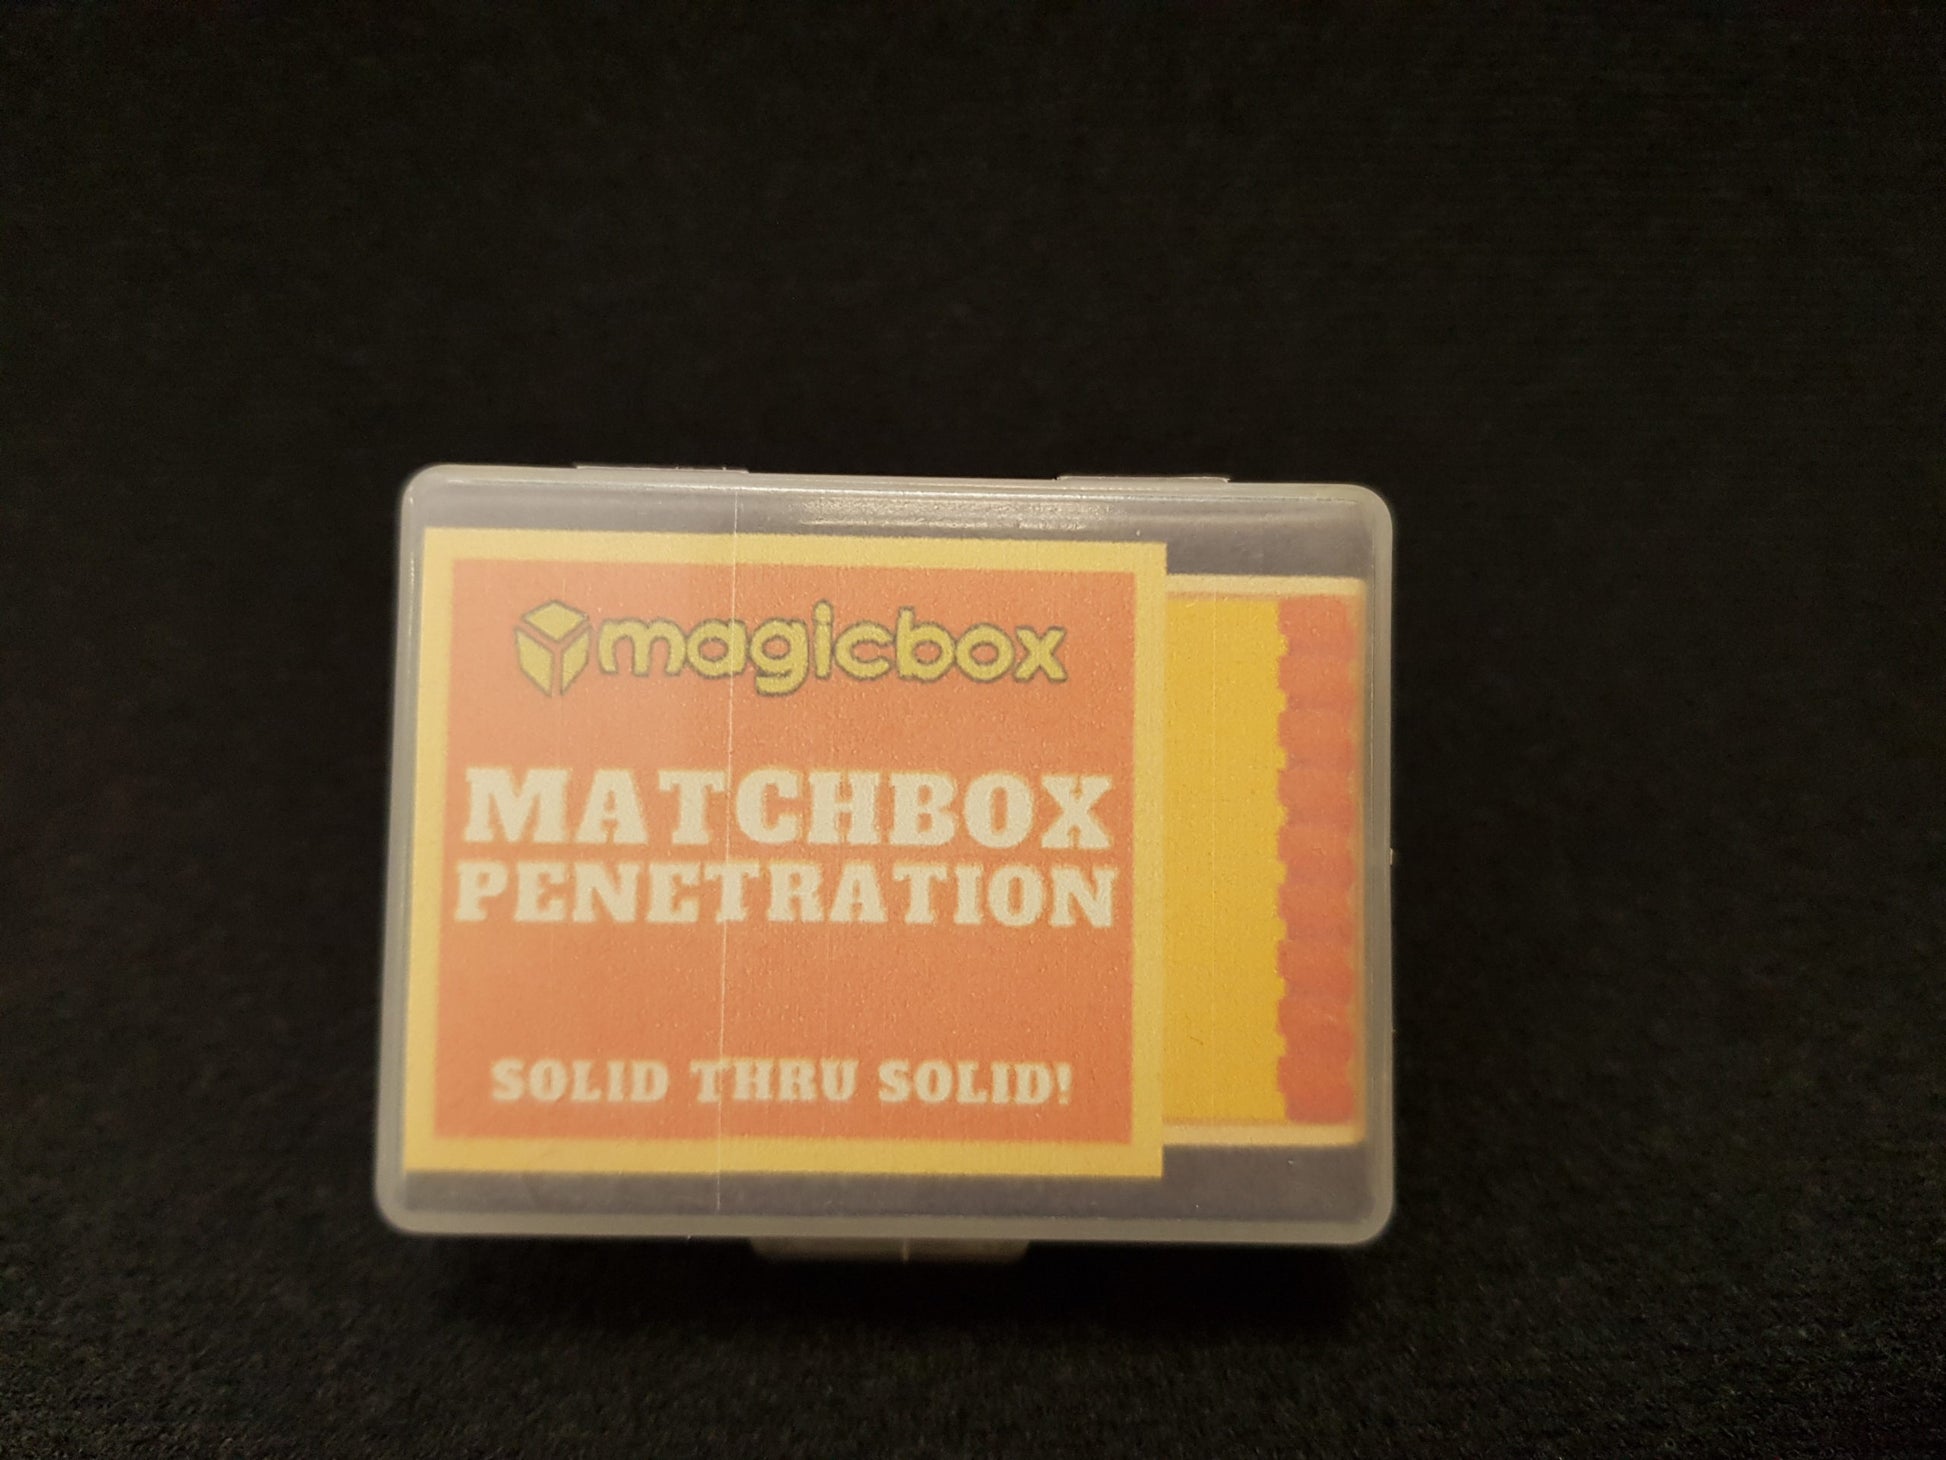 magicbox
MATCHBOX
PENETRATION
SOLID THRU SOLID!